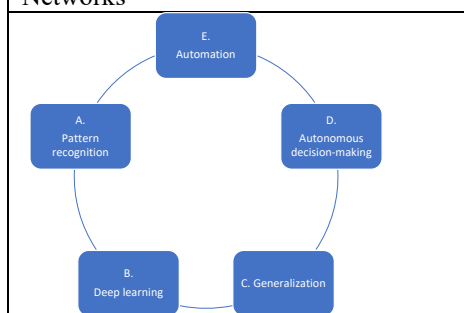 Networks
E.
Automation
A.
Pattern
recognition
D.
Autonomous
decision-making
B.
Deep learning
C. Generalization